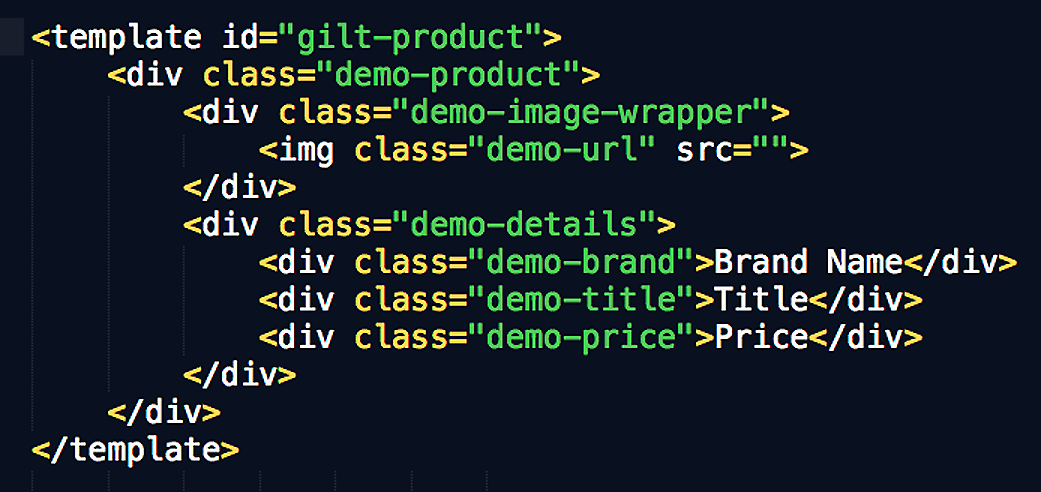 <template id="gilt-product">
    <div class="demo-product">
        <div class="demo-image-wrapper">
            <img class="demo-url" src="">
        </div>
        <div class="demo-details">
            <div class="demo-brand">Brand Name</div>
            <div class="demo-title">Title</div>
            <div class="demo-price">Price</div>
        </div>
    </div>
</template>